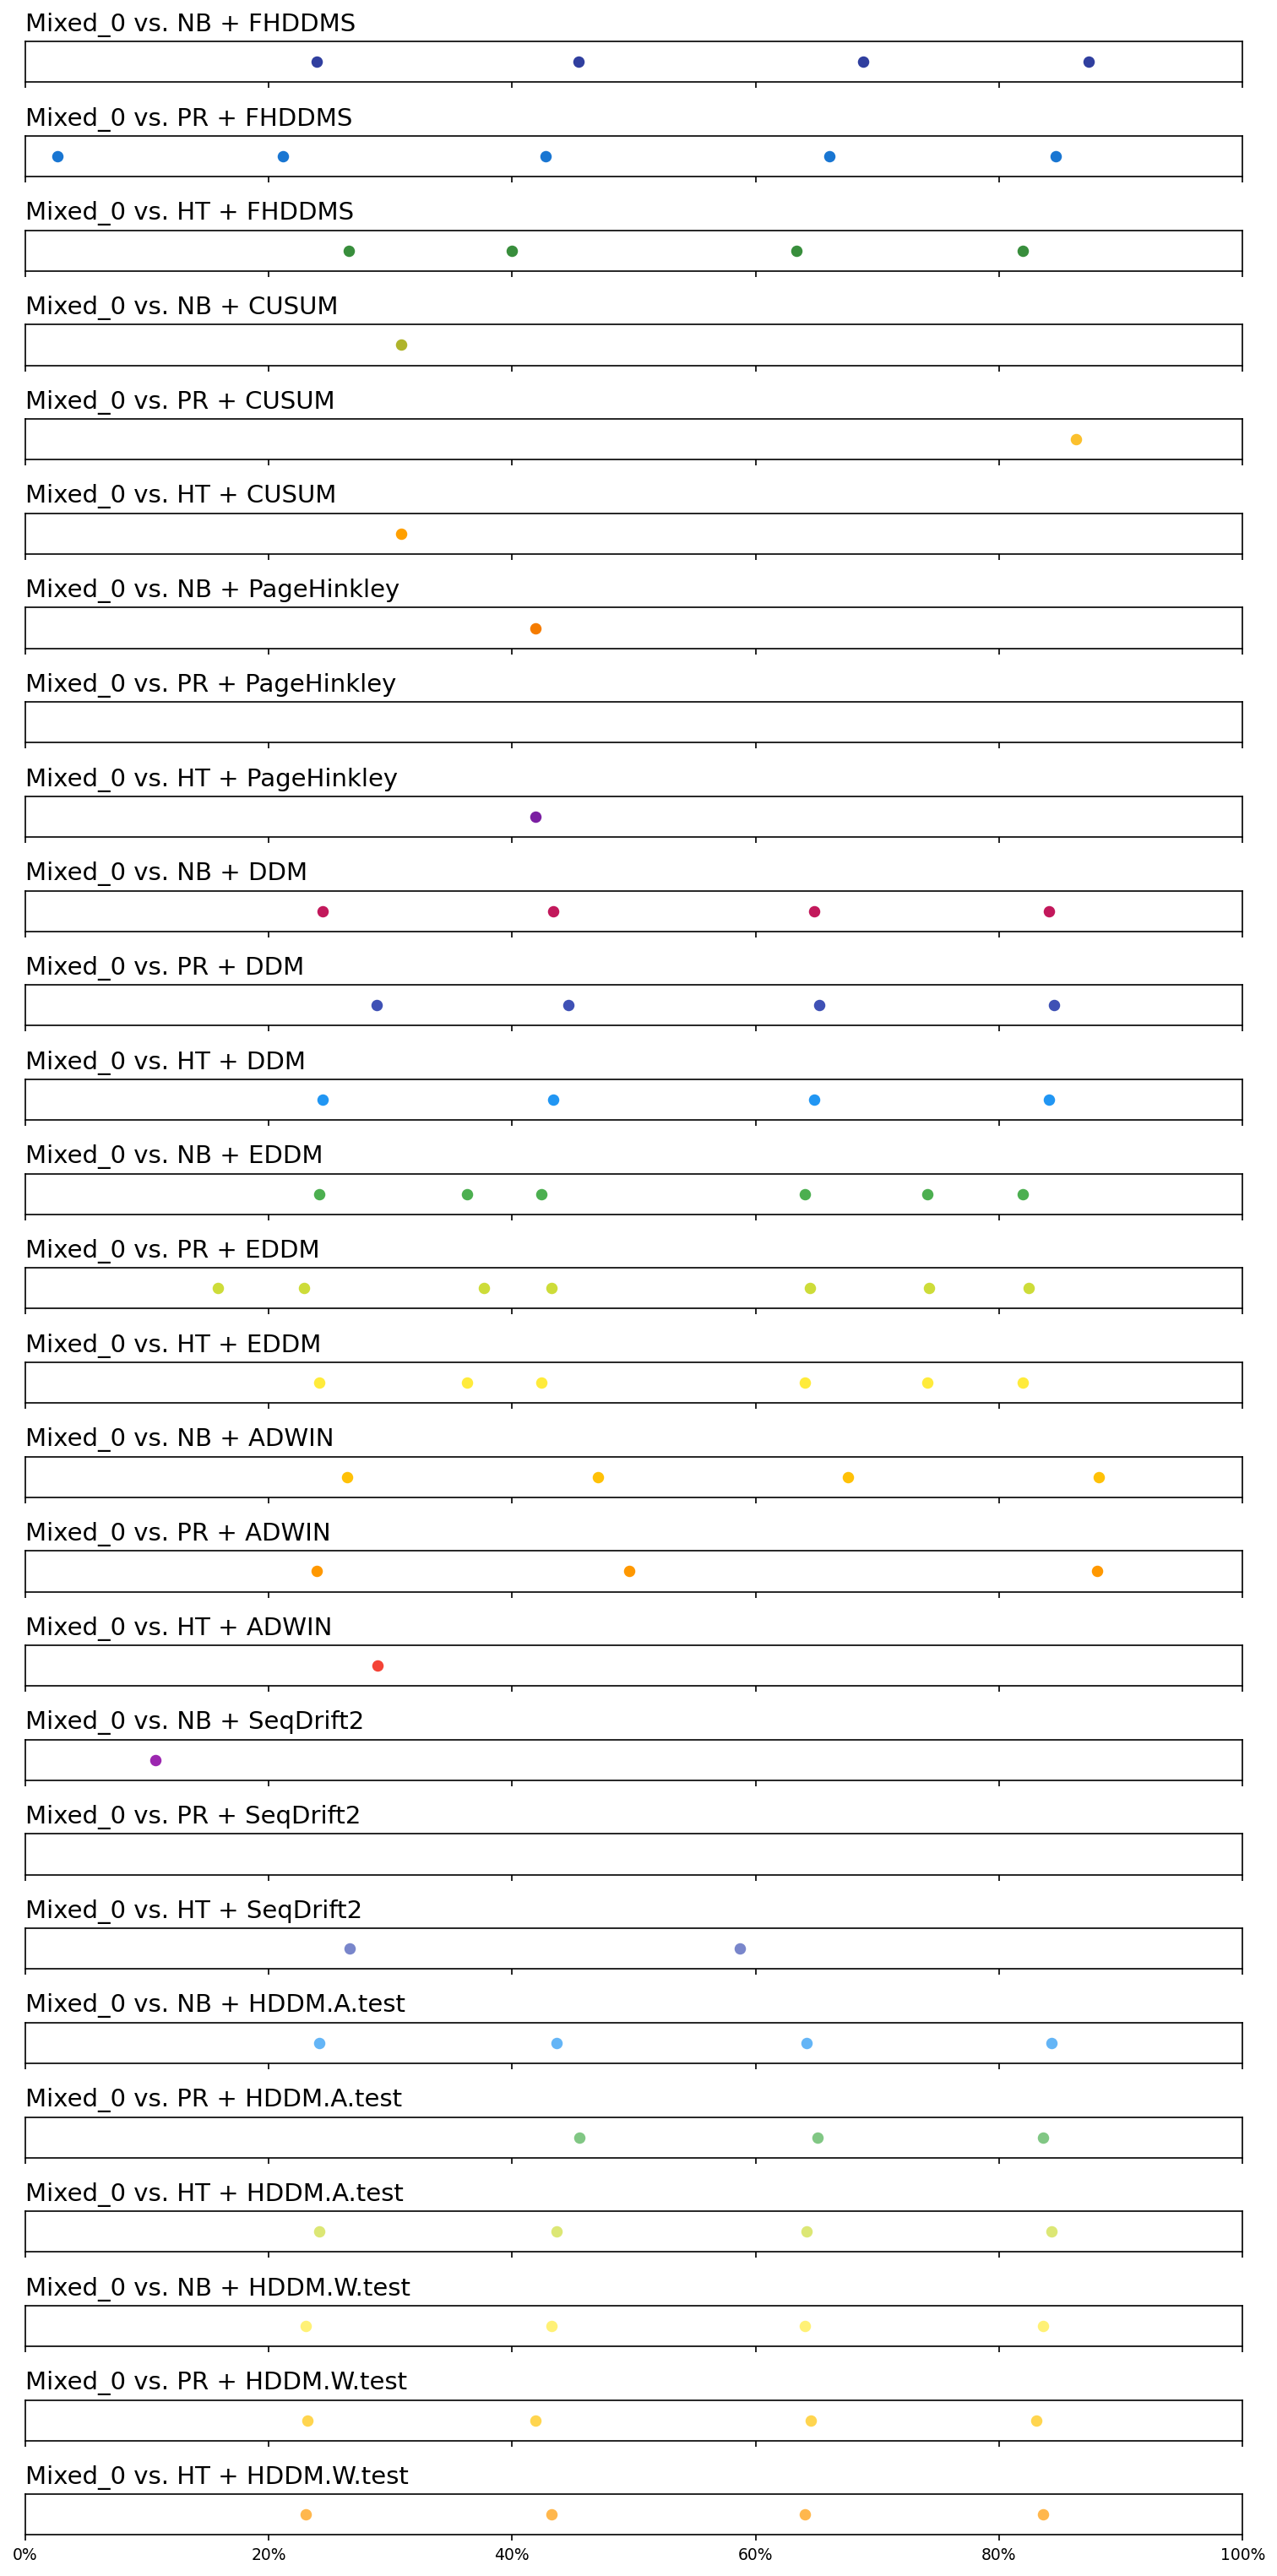 Mixed_0 vs. NB + FHDDMS
Mixed_0 vs. PR + FHDDMS
Mixed_0 vs. HT + FHDDMS
Mixed_0 vs. NB + CUSUM
Mixed_0 vs. PR + CUSUM
Mixed_0 vs. HT + CUSUM
Mixed_0 vs. NB + PageHinkley
Mixed_0 vs. PR + PageHinkley
Mixed_0 vs. HT + PageHinkley
Mixed_0 vs. NB + DDM
Mixed_0 vs. PR + DDM
Mixed_0 vs. HT + DDM
Mixed_0 vs. NB + EDDM
Mixed_0 vs. PR + EDDM
Mixed_0 vs. HT + EDDM
Mixed_0 vs. NB + ADWIN
Mixed_0 vs. PR + ADWIN
Mixed_0 vs. HT + ADWIN
Mixed_0 vs. NB + SeqDrift2
Mixed_0 vs. PR + SeqDrift2
Mixed_0 vs. HT + SeqDrift2
Mixed_0 vs. NB + HDDM.A.test
Mixed_0 vs. PR + HDDM.A.test
Mixed_0 vs. HT + HDDM.A.test
Mixed_0 vs. NB + HDDM.W.test
Mixed_0 vs. PR + HDDM.W.test
Mixed_0 vs. HT + HDDM.W.test
0% 20% 40% 60% 80% 100%